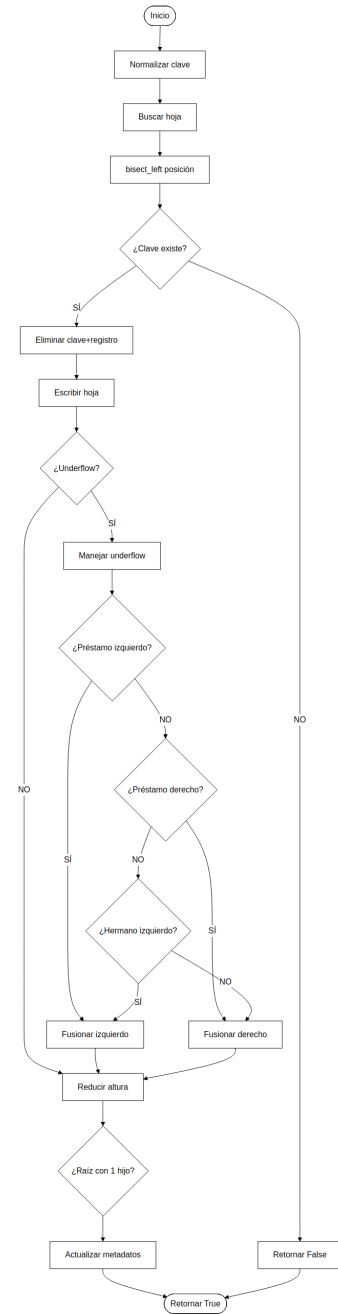 Inicio
Normalizar clave
Buscar hoja
bisect_left posición
¿Clave existe?
SÍ
Eliminar clave+registro
Escribir hoja
¿Underflow?
SÍ
Manejar underflow
¿Préstamo izquierdo?
NO
NO
¿Préstamo derecho?
NO
SÍ
NO
¿Hermano izquierdo?
SÍ
NO
SÍ
Fusionar izquierdo
Fusionar derecho
Reducir altura
¿Raíz con 1 hijo?
Actualizar metadatos
Retornar False
Retornar True